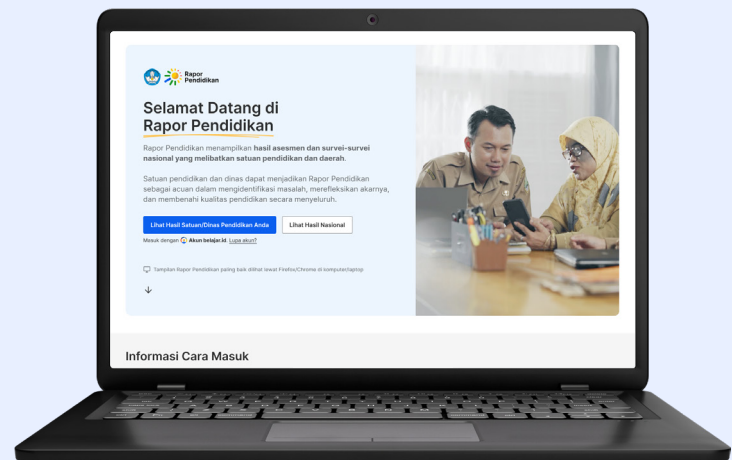 Rapor
Pendidikan
Selamat Datang di
Rapor Pendidikan
Rapor Pendidikan menampilkan hasil asesmen dan survei-survei
nasional yang melibatkan satuan pendidikan dan daerah.
Satuan pendidikan dan dinas dapat menjadikan Rapor Pendidikan
sebagai acuan dalam mengidentifikasi masalah, merefleksikan akarnya,
dan membenahi kualitas pendidikan secara menyeluruh.
Lihat Hasil Satuan/Dinas Pendidikan Anda
Lihat Hasil Nasional
Masuk dengan Akun belajar.id. Lupa akun?
Tampilan Rapor Pendidikan paling baik dilihat lewat Firefox/Chrome di komputer/laptop
Informasi Cara Masuk